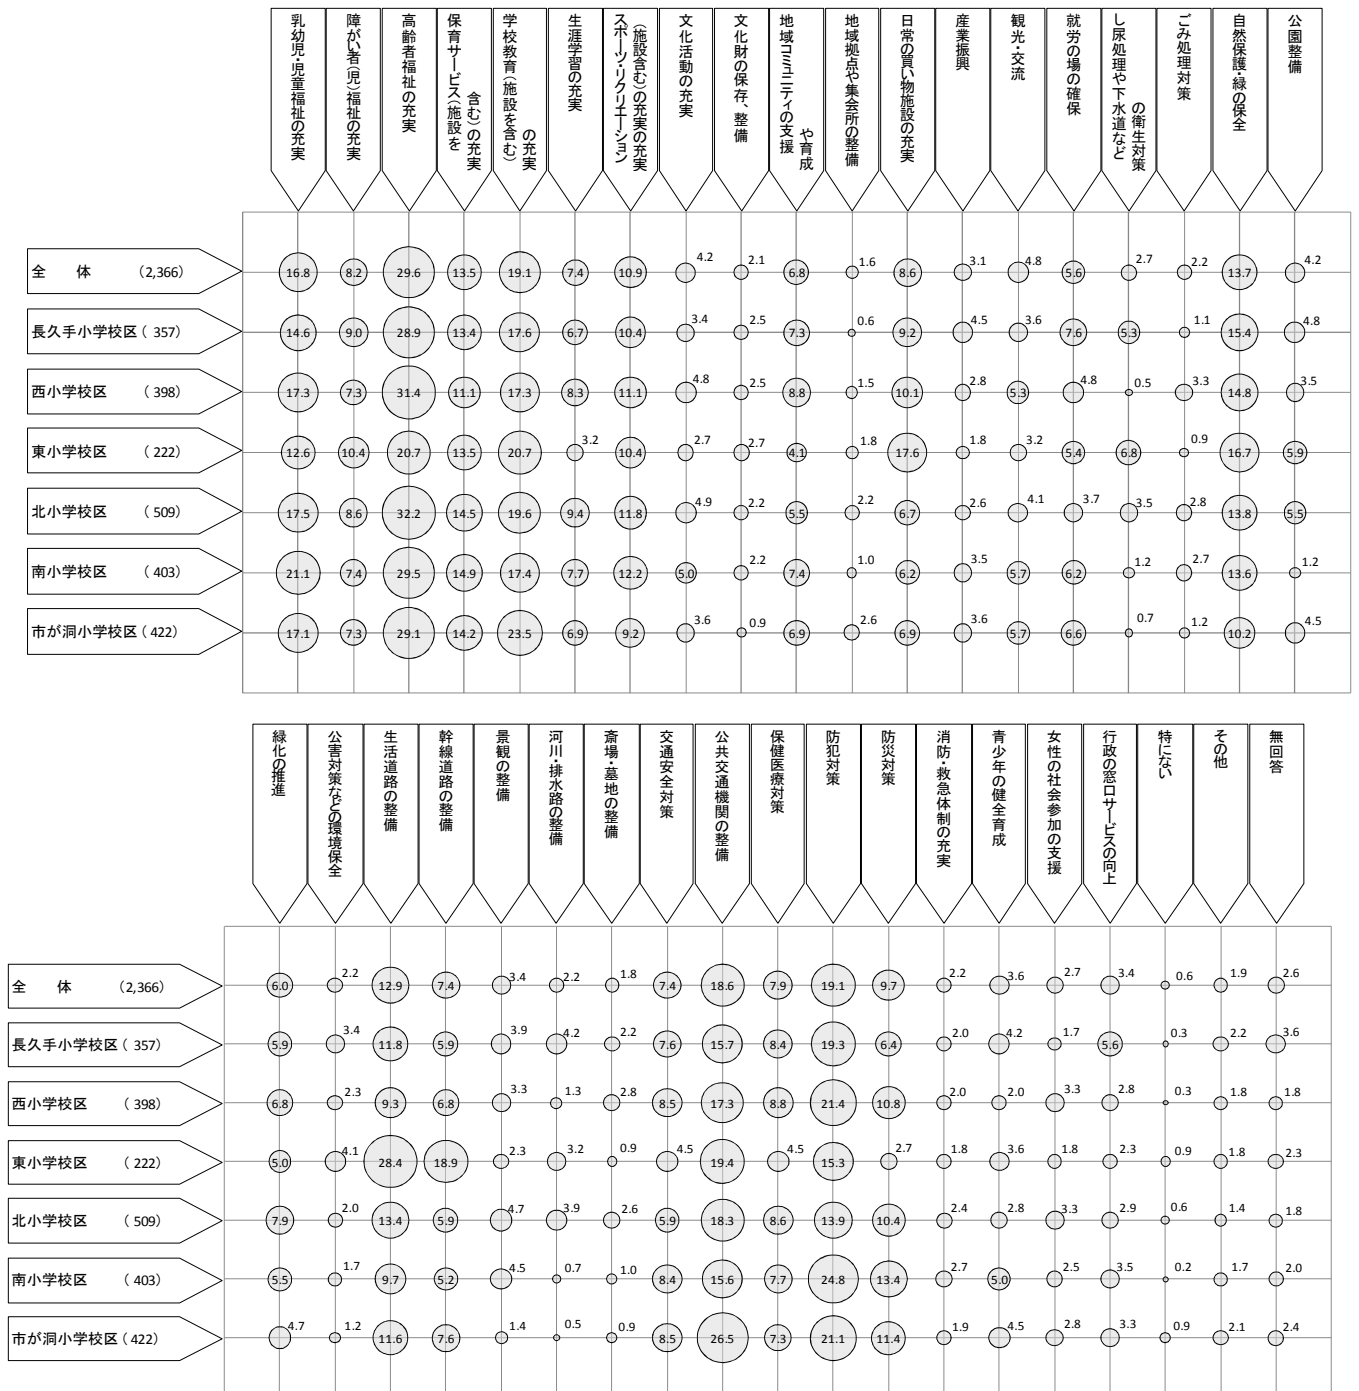 乳幼児・児童福祉の充実
障がい者（児）福祉の充実
高齢者福祉の充実
保育サービス（施設を
含む）の充実
学校教育（施設を含む）
の充実
生涯学習の充実
スポーツ・リクリエーション
（施設含む）の充実の充実
文化活動の充実
文化財の保存、整備
地域コミュニティの支援
や育成
地域拠点や集会所の整備
日常の買い物施設の充実
産業振興
観光・交流
就労の場の確保
し尿処理や下水道など
の衛生対策
ごみ処理対策
自然保護・緑の保全
公園整備
全　体　（2,366） 16.8 8.2 29.6 13.5 19.1 7.4 10.9 4.2 2.1 6.8 1.6 8.6 3.1 4.8 5.6 2.7 2.2 13.7 4.2
長久手小学校区（ 357） 14.6 9.0 28.9 13.4 17.6 6.7 10.4 3.4 2.5 7.3 0.6 9.2 4.5 3.6 7.6 5.3 1.1 15.4 4.8
西小学校区　（ 398） 17.3 7.3 31.4 11.1 17.3 8.3 11.1 4.8 2.5 8.8 1.5 10.1 2.8 5.3 4.8 0.5 3.3 14.8 3.5
東小学校区　（ 222） 12.6 10.4 20.7 13.5 20.7 3.2 10.4 2.7 2.7 4.1 1.8 17.6 1.8 3.2 5.4 6.8 0.9 16.7 5.9
北小学校区　（ 509） 17.5 8.6 32.2 14.5 19.6 9.4 11.8 4.9 2.2 5.5 2.2 6.7 2.6 4.1 3.7 3.5 2.8 13.8 5.5
南小学校区　（ 403） 21.1 7.4 29.5 14.9 17.4 7.7 12.2 5.0 2.2 7.4 1.0 6.2 3.5 5.7 6.2 1.2 2.7 13.6 1.2
市が洞小学校区（ 422） 17.1 7.3 29.1 14.2 23.5 6.9 9.2 3.6 0.9 6.9 2.6 6.9 3.6 5.7 6.6 0.7 1.2 10.2 4.5
緑化の推進
公害対策などの環境保全
生活道路の整備
幹線道路の整備
景観の整備
河川・排水路の整備
斎場・墓地の整備
交通安全対策
公共交通機関の整備
保健医療対策
防犯対策
防災対策
消防・救急体制の充実
青少年の健全育成
女性の社会参加の支援
行政の窓口サービスの向上
特にない
その他
無回答
全　体　（2,366） 6.0 2.2 12.9 7.4 3.4 2.2 1.8 7.4 18.6 7.9 19.1 9.7 2.2 3.6 2.7 3.4 0.6 1.9 2.6
長久手小学校区（ 357） 5.9 3.4 11.8 5.9 3.9 4.2 2.2 7.6 15.7 8.4 19.3 6.4 2.0 4.2 1.7 5.6 0.3 2.2 3.6
西小学校区　（ 398） 6.8 2.3 9.3 6.8 3.3 1.3 2.8 8.5 17.3 8.8 21.4 10.8 2.0 2.0 3.3 2.8 0.3 1.8 1.8
東小学校区　（ 222） 5.0 4.1 28.4 18.9 2.3 3.2 0.9 4.5 19.4 4.5 15.3 2.7 1.8 3.6 1.8 2.3 0.9 1.8 2.3
北小学校区　（ 509） 7.9 2.0 13.4 5.9 4.7 3.9 2.6 5.9 18.3 8.6 13.9 10.4 2.4 2.8 3.3 2.9 0.6 1.4 1.8
南小学校区　（ 403） 5.5 1.7 9.7 5.2 4.5 0.7 1.0 8.4 15.6 7.7 24.8 13.4 2.7 5.0 2.5 3.5 0.2 1.7 2.0
市が洞小学校区（ 422） 4.7 1.2 11.6 7.6 1.4 0.5 0.9 8.5 26.5 7.3 21.1 11.4 1.9 4.5 2.8 3.3 0.9 2.1 2.4